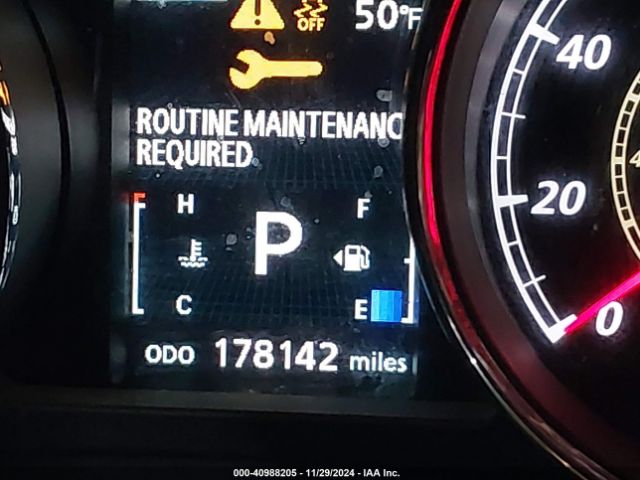 OFF 50°F
ROUTINE MAINTENANC
REQUIRED
H F
P
C E
ODO 178142 miles
40
20
0
000-40988205 - 11/29/2024 - IAA Inc.